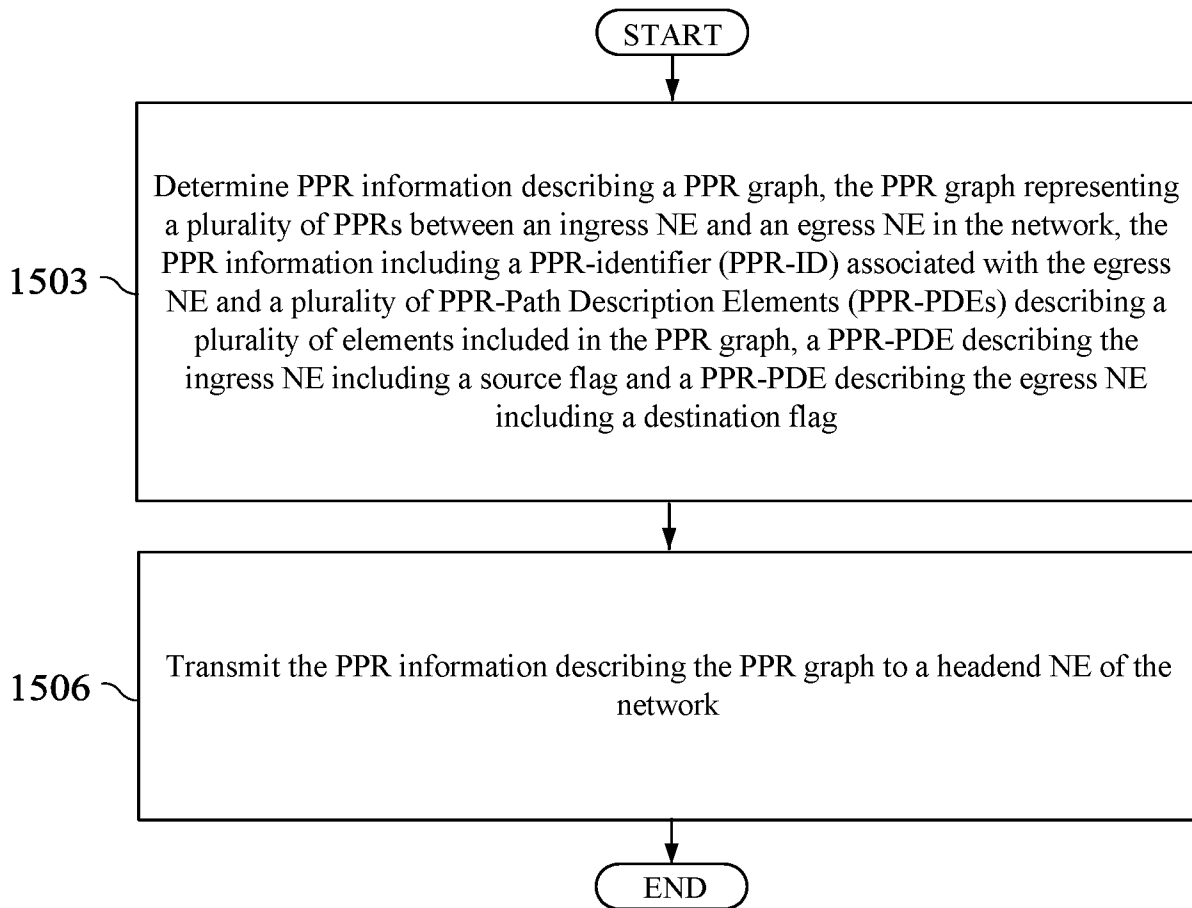 START
Determine PPR information describing a PPR graph, the PPR graph representing
a plurality of PPRs between an ingress NE and an egress NE in the network, the
PPR information including a PPR-identifier (PPR-ID) associated with the egress
NE and a plurality of PPR-Path Description Elements (PPR-PDEs) describing a
plurality of elements included in the PPR graph, a PPR-PDE describing the
ingress NE including a source flag and a PPR-PDE describing the egress NE
including a destination flag
1503
Transmit the PPR information describing the PPR graph to a headend NE of the
network
1506
END